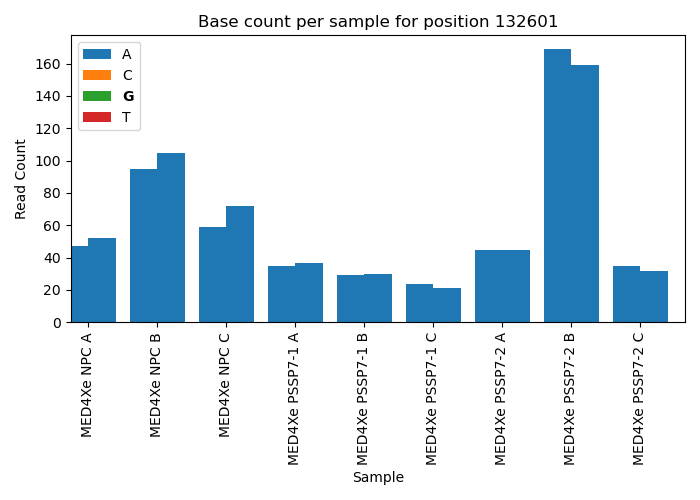 Base count per sample for position 132601
A
C
G
T
Read Count
160
140
120
100
80
60
40
20
0
MED4Xe NPC A
MED4Xe NPC B
MED4Xe NPC C
MED4Xe PSSP7-1 A
MED4Xe PSSP7-1 B
MED4Xe PSSP7-1 C
MED4Xe PSSP7-2 A
MED4Xe PSSP7-2 B
MED4Xe PSSP7-2 C
Sample